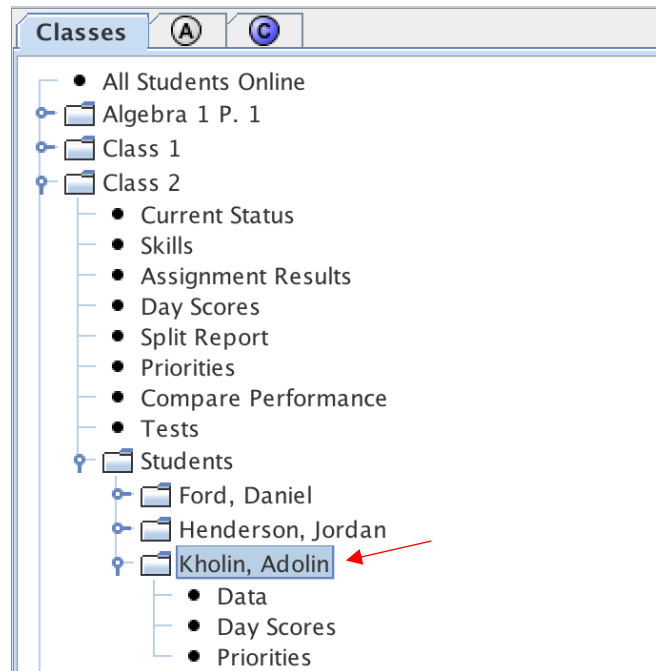 Classes A C
All Students Online
Algebra 1 P. 1
Class 1
Class 2
Current Status
Skills
Assignment Results
Day Scores
Split Report
Priorities
Compare Performance
Tests
Students
Ford, Daniel
Henderson, Jordan
Kholin, Adolin
Data
Day Scores
Priorities